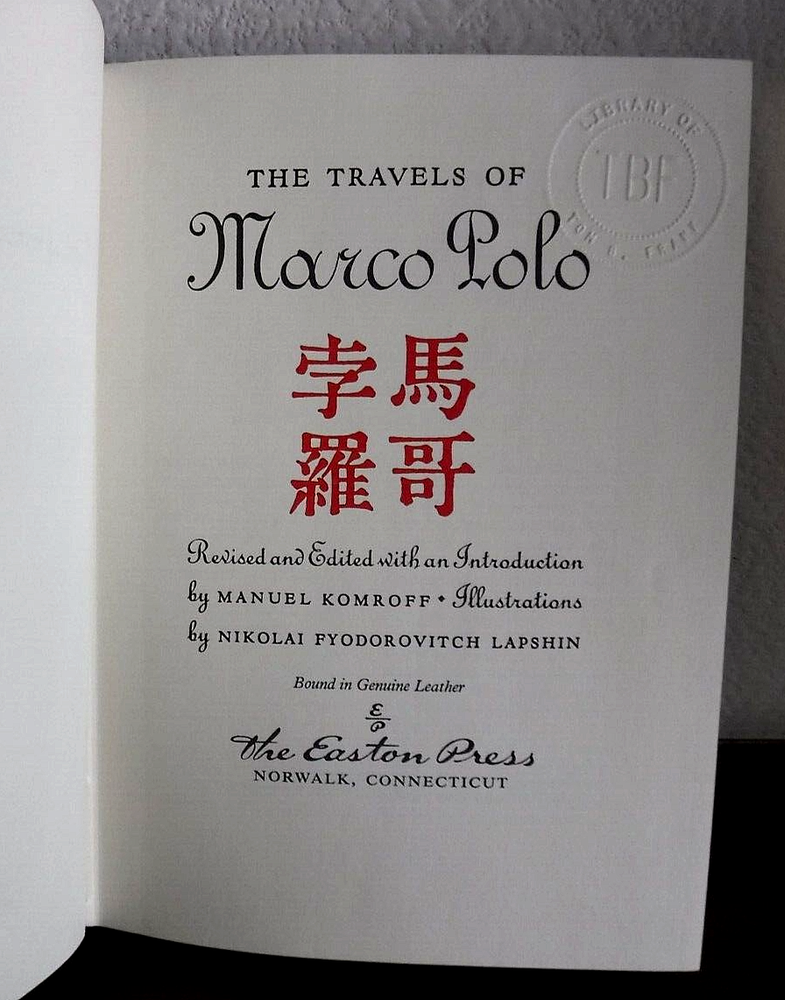 LIBRARY OF
TBF
TOM B.
THE TRAVELS OF
Marco Polo
馬哥
孛羅
Revised and Edited with an Introduction
by MANUEL KOMROFF • Illustrations
by NIKOLAI FYODOROVITCH LAPSHIN
Bound in Genuine Leather
E
P
The Easton Press
NORWALK, CONNECTICUT